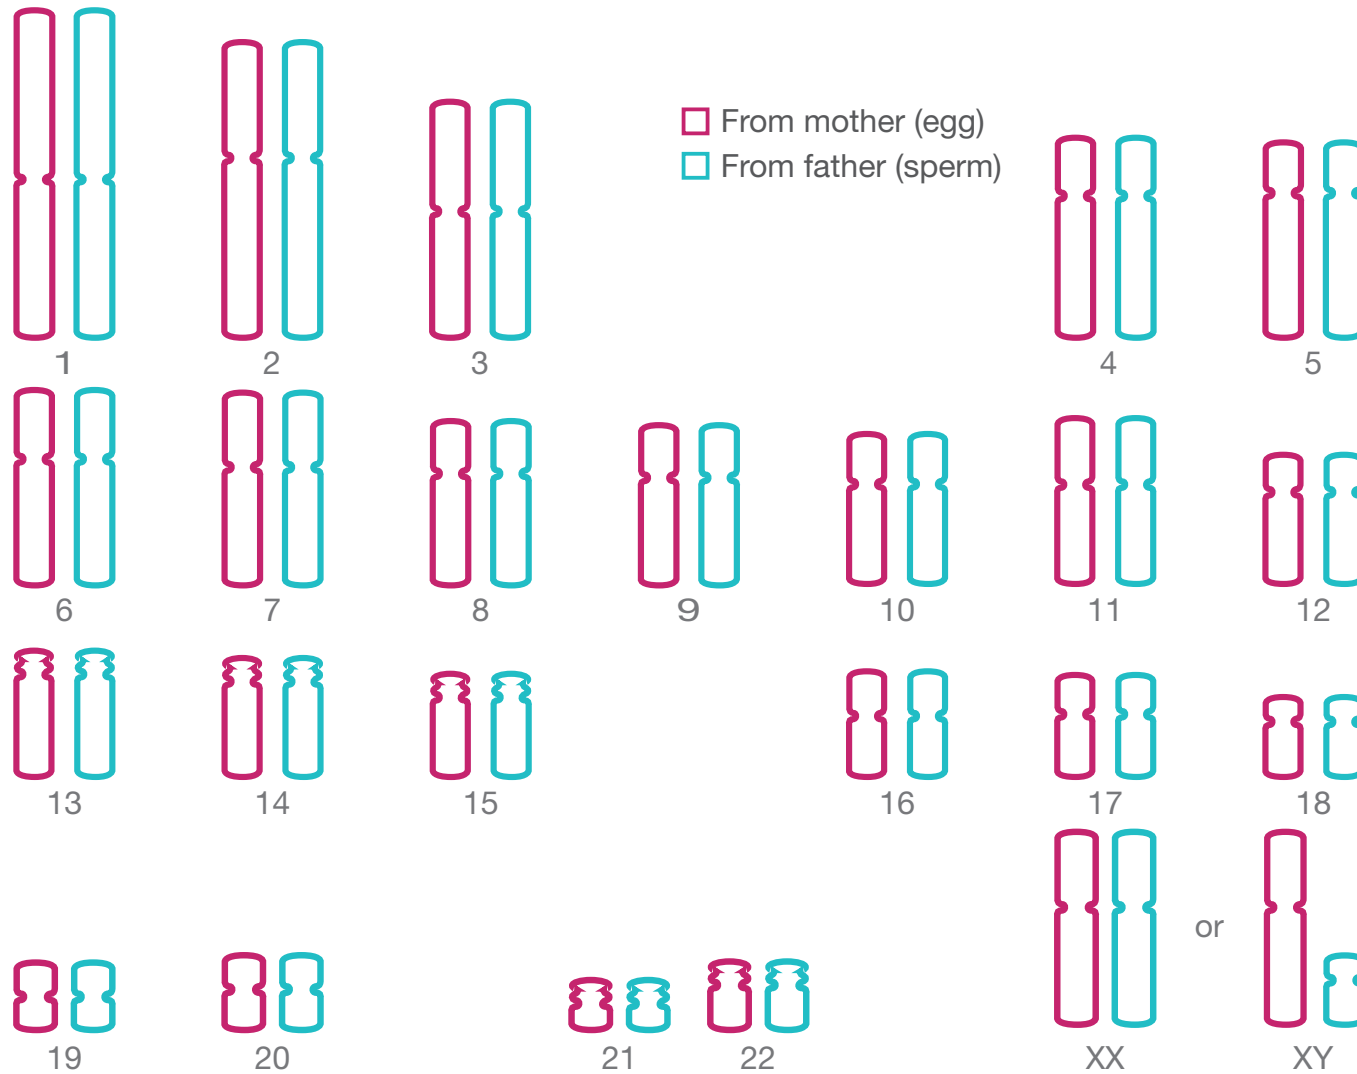 From mother (egg)
From father (sperm)
1 2 3 4 5
6 7 8 9 10 11 12
13 14 15 16 17 18
or
19 20 21 22 XX XY